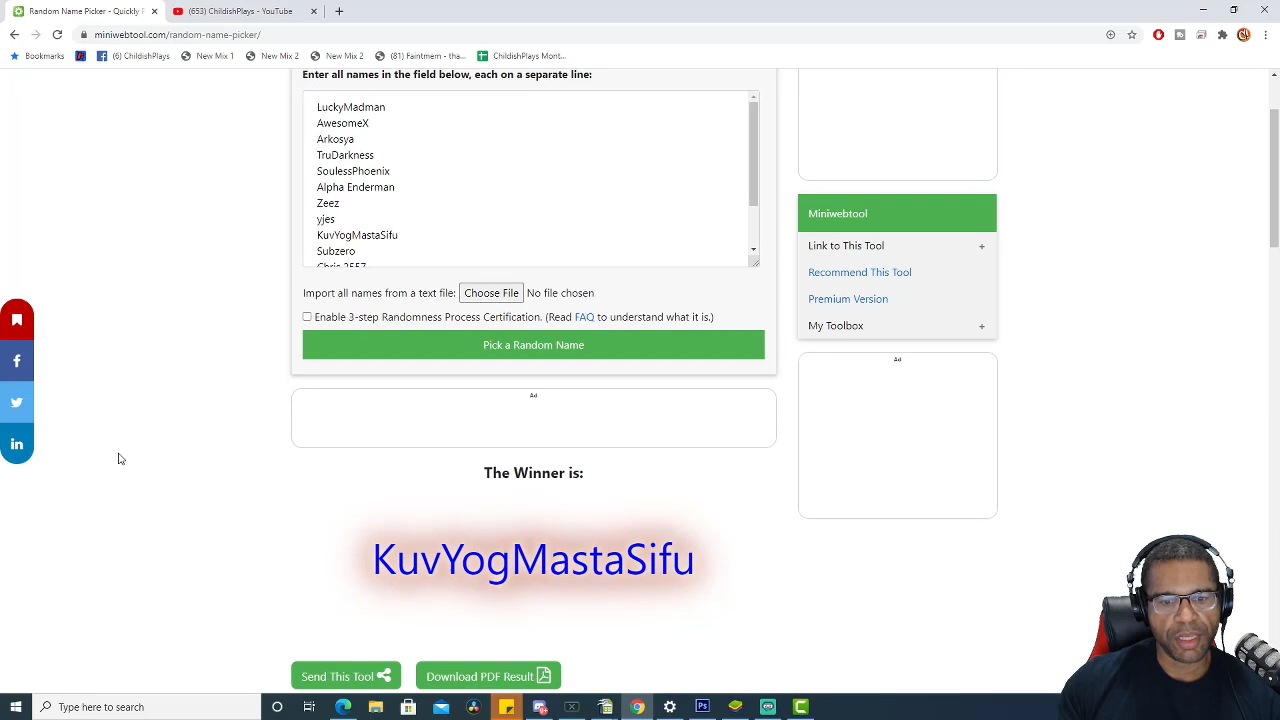 Random Name Picker - Quickly P
(653) ChildishPlays - YouTube
miniwebtool.com/random-name-picker/
Bookmarks
(6) ChildishPlays
New Mix 1
New Mix 2
New Mix 2
(81) Faintmem - tha...
ChildishPlays Mont...
Enter all names in the field below, each on a separate line:
LuckyMadman
AwesomeX
Arkosya
TruDarkness
SoulessPhoenix
Alpha Enderman
Zeez
yjes
KuvYogMastaSifu
Subzero
Chris 2557
Import all names from a text file: Choose File No file chosen
Enable 3-step Randomness Process Certification. (Read FAQ to understand what it is.)
Pick a Random Name
Ad
The Winner is:
KuvYogMastaSifu
Send This Tool
Download PDF Result
Miniwebtool
Link to This Tool +
Recommend This Tool
Premium Version
My Toolbox +
Ad
Type here to search